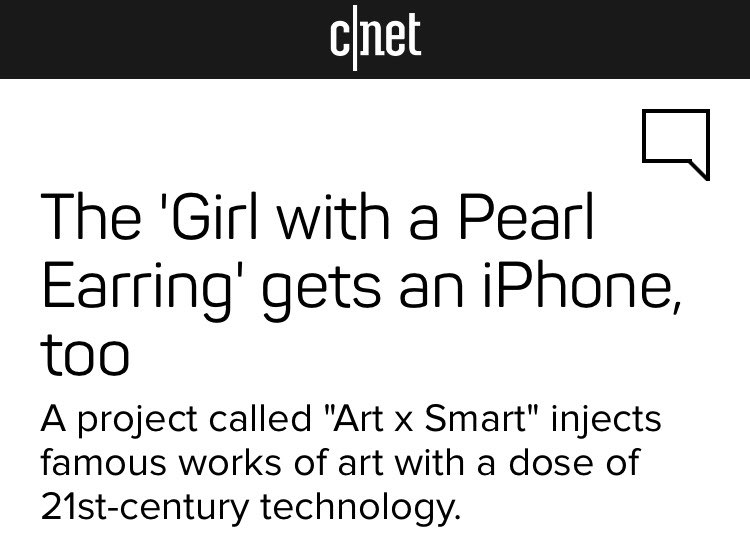 c|net
The 'Girl with a Pearl
Earring' gets an iPhone,
too
A project called "Art x Smart" injects
famous works of art with a dose of
21st-century technology.